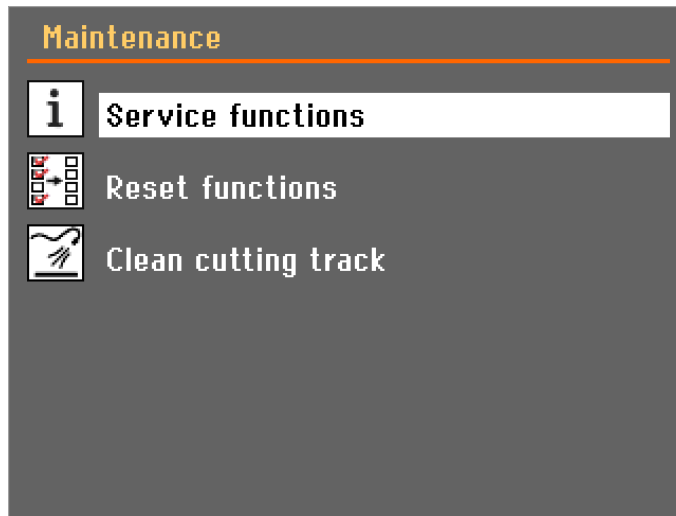 Maintenance
i
Service functions
Reset functions
Clean cutting track